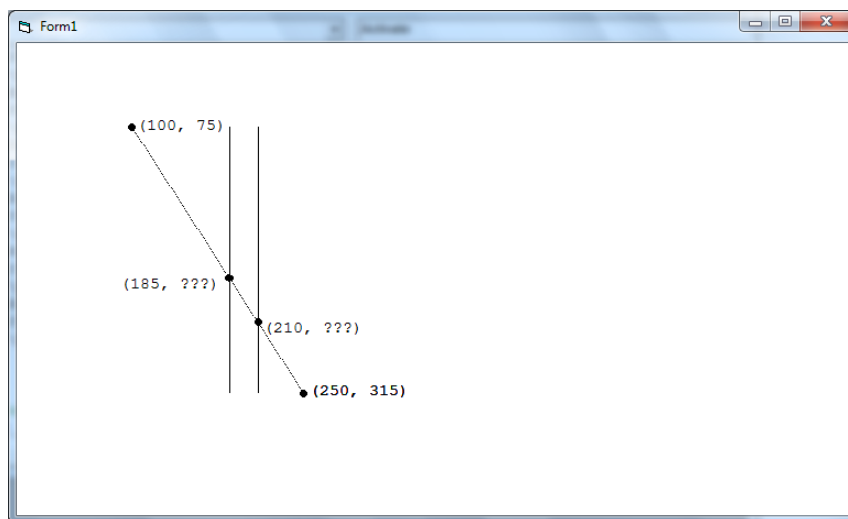 Form1
(100, 75)
(185, ???)
(210, ???)
(250, 315)